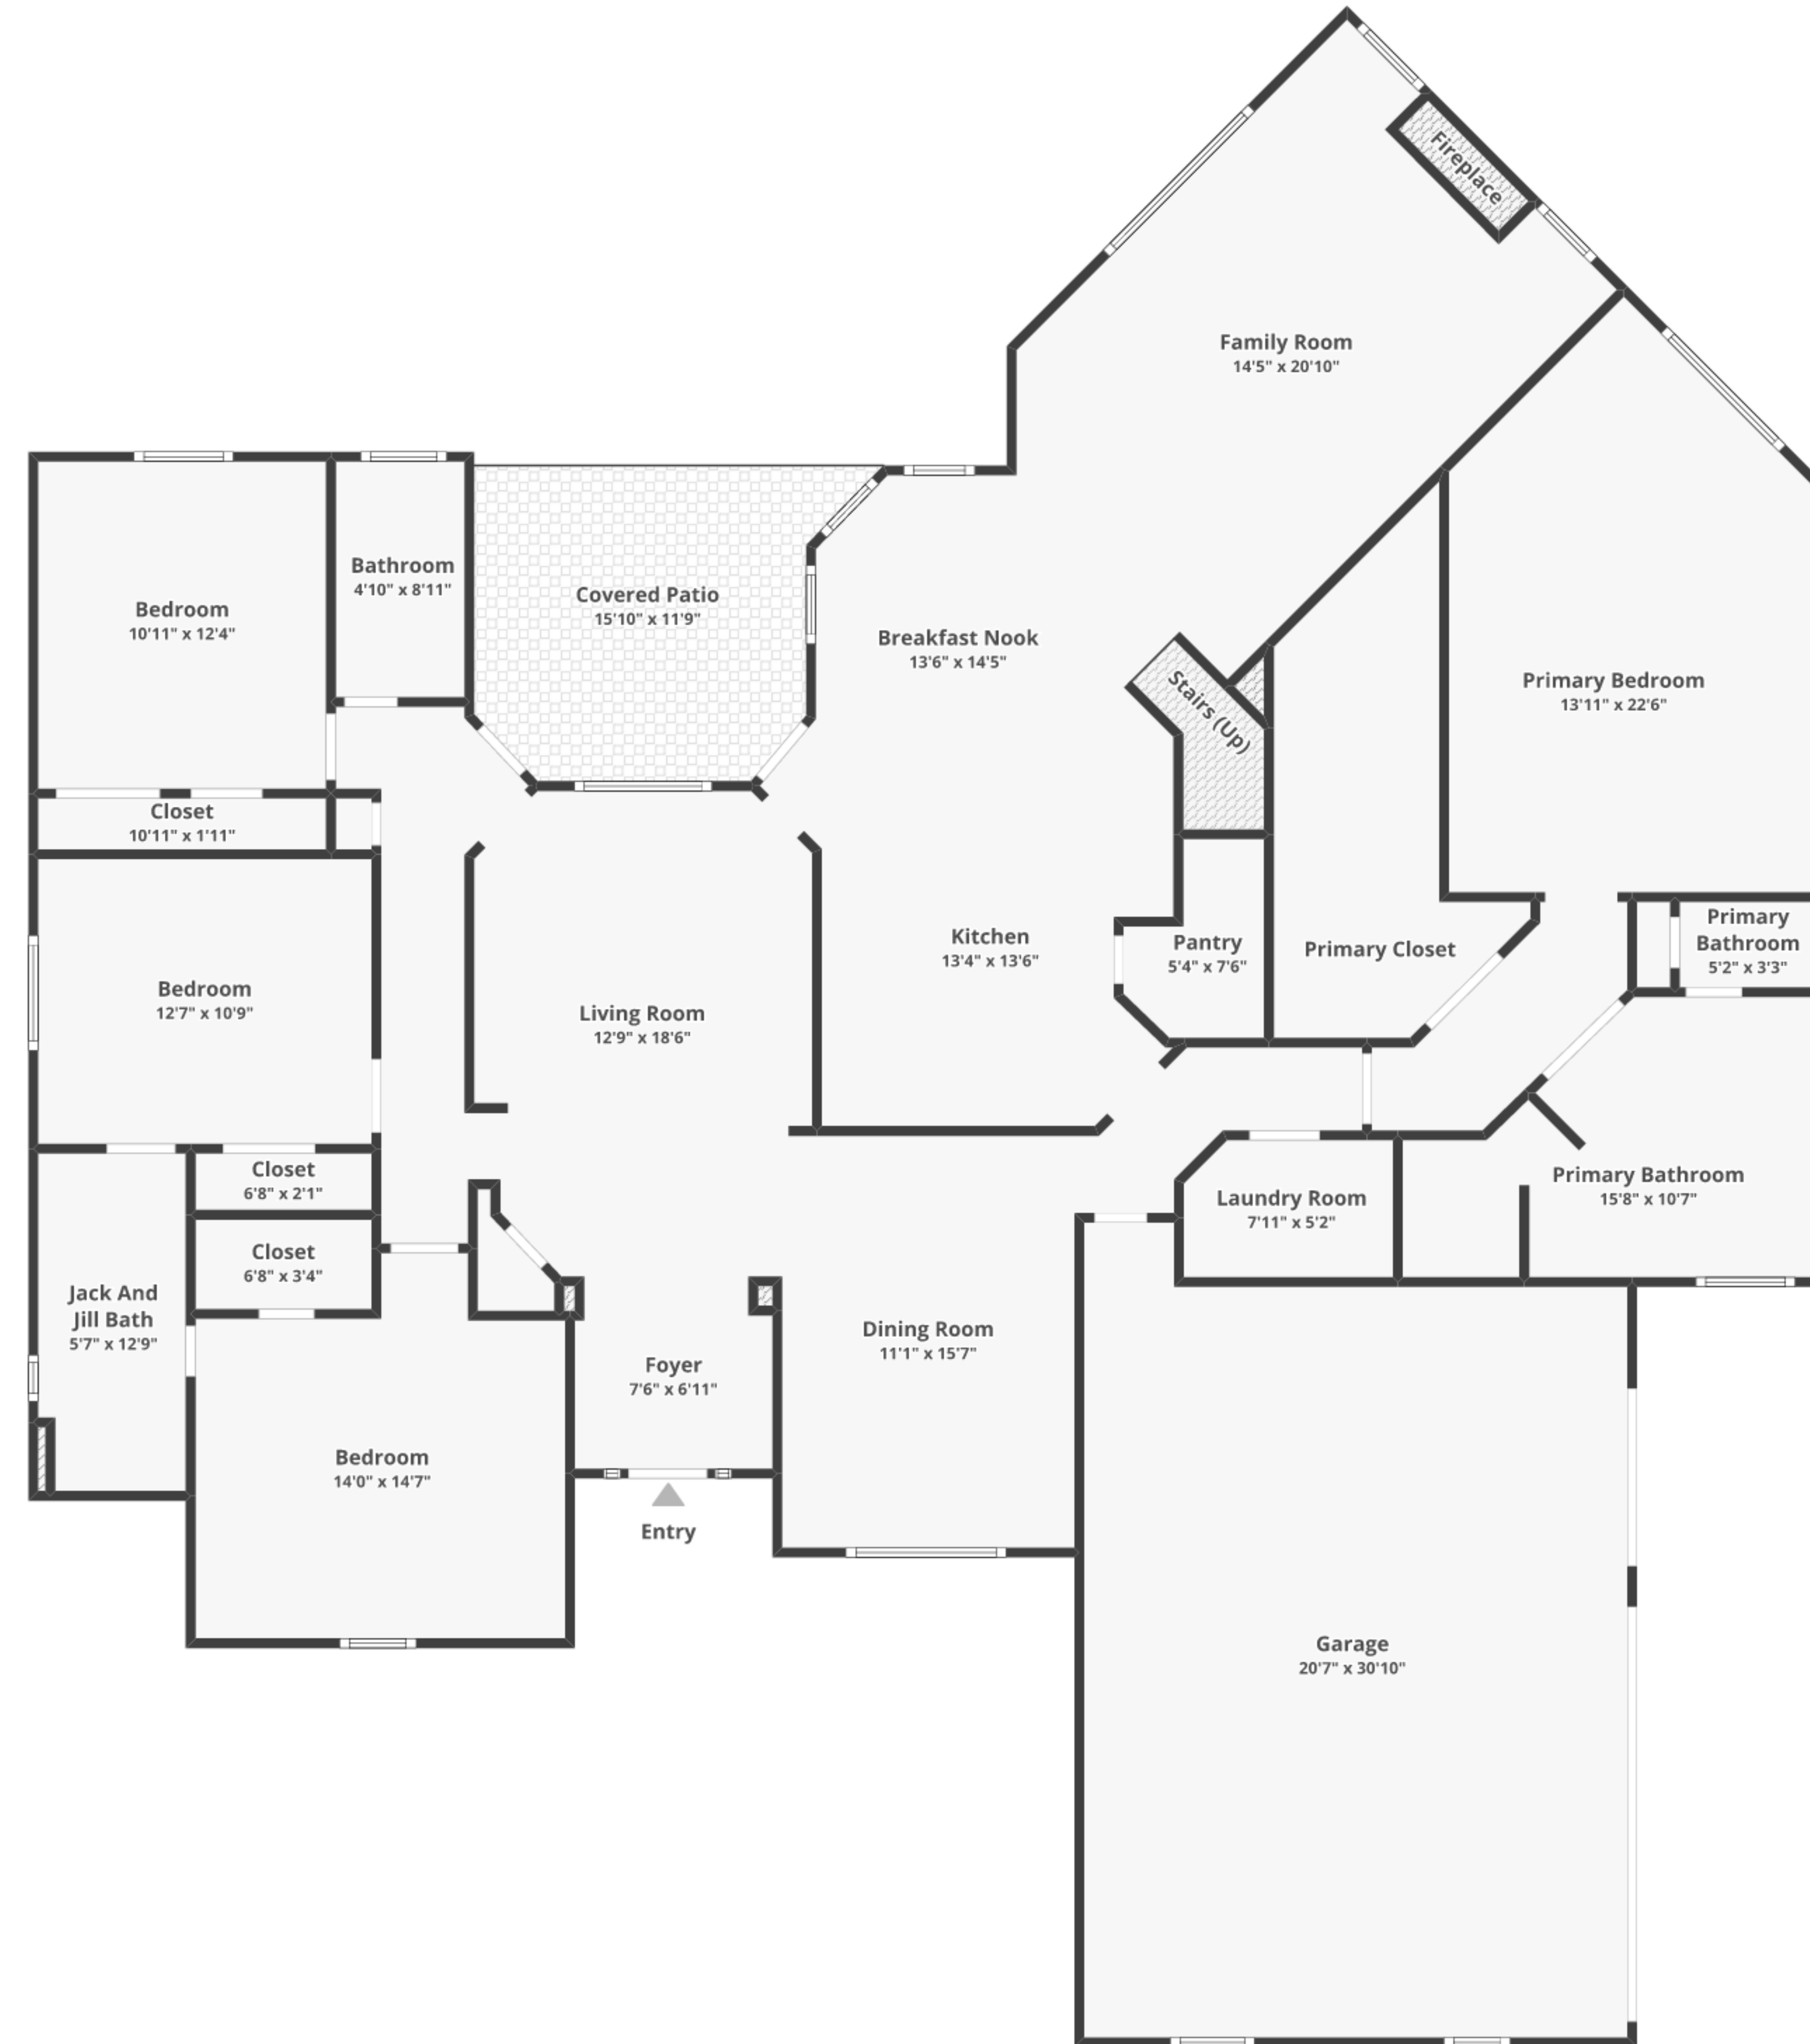 Fireplace
Family Room
14'5" x 20'10"
Bathroom
4'10" x 8'11"
Covered Patio
15'10" x 11'9"
Bedroom
10'11" x 12'4"
Breakfast Nook
13'6" x 14'5"
Stairs (Up)
Primary Bedroom
13'11" x 22'6"
Closet
10'11" x 1'11"
Primary
Bathroom
5'2" x 3'3"
Kitchen
13'4" x 13'6"
Pantry
5'4" x 7'6"
Primary Closet
Bedroom
12'7" x 10'9"
Living Room
12'9" x 18'6"
Closet
6'8" x 2'1"
Primary Bathroom
15'8" x 10'7"
Laundry Room
7'11" x 5'2"
Closet
6'8" x 3'4"
Jack And
Jill Bath
5'7" x 12'9"
Dining Room
11'1" x 15'7"
Foyer
7'6" x 6'11"
Bedroom
14'0" x 14'7"
Entry
Garage
20'7" x 30'10"